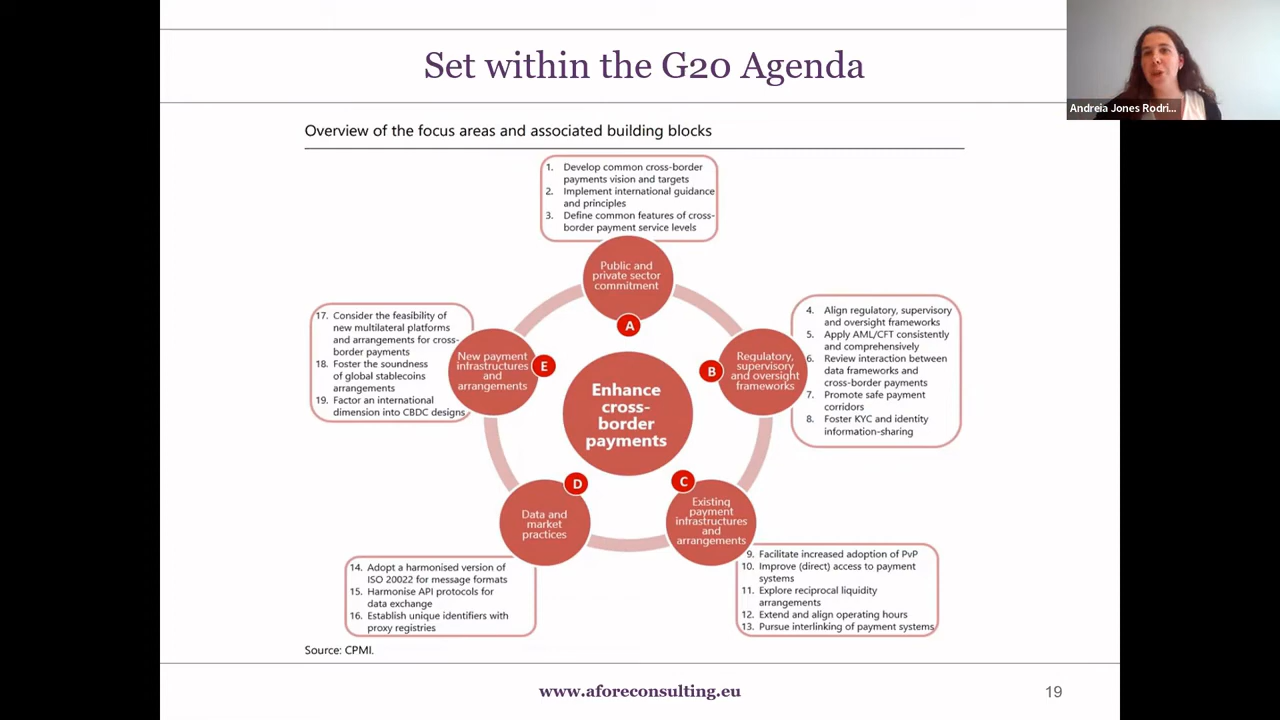 Set within the G20 Agenda
Andreia Jones Rodri...
Overview of the focus areas and associated building blocks
1. Develop common cross-border
payments vision and targets
2. Implement international guidance
and principles
3. Define common features of cross-
border payment service levels
Public and
private sector
commitment
A
17. Consider the feasibility of
new multilateral platforms
and arrangements for cross-
border payments
18. Foster the soundness
of global stablecoins
arrangements
19. Factor an international
dimension into CBDC designs
New payment
infrastructures
and
arrangements
E
Enhance
cross-
border
payments
B
Regulatory,
supervisory
and oversight
frameworks
4. Align regulatory, supervisory
and oversight frameworks
5. Apply AML/CFT consistently
and comprehensively
6. Review interaction between
data frameworks and
cross-border payments
7. Promote safe payment
corridors
8. Foster KYC and identity
information-sharing
D
Data and
market
practices
C
Existing
payment
infrastructures
and
arrangements
14. Adopt a harmonised version of
ISO 20022 for message formats
15. Harmonise API protocols for
data exchange
16. Establish unique identifiers with
proxy registries
9. Facilitate increased adoption of PvP
10. Improve (direct) access to payment
systems
11. Explore reciprocal liquidity
arrangements
12. Extend and align operating hours
13. Pursue interlinking of payment systems
Source: CPMI.
www.aforeconsulting.eu
19